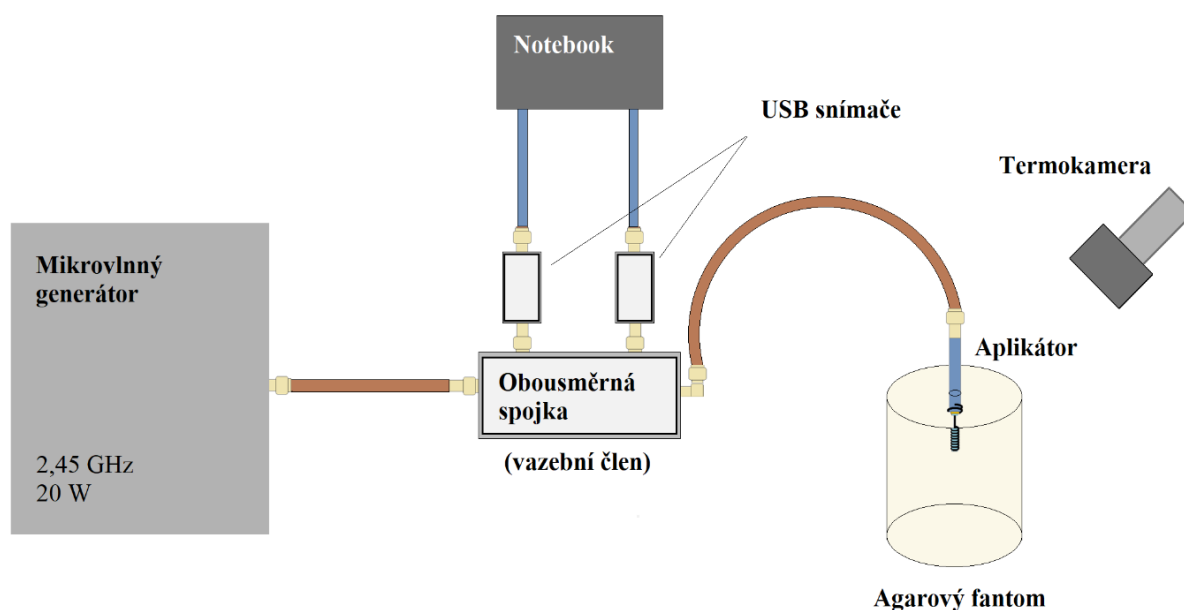 Notebook
USB snímače
Termokamera
Mikrovlnný
generátor
Aplikátor
Obousměrná
spojka
(vazební člen)
2,45 GHz
20 W
Agarový fantom